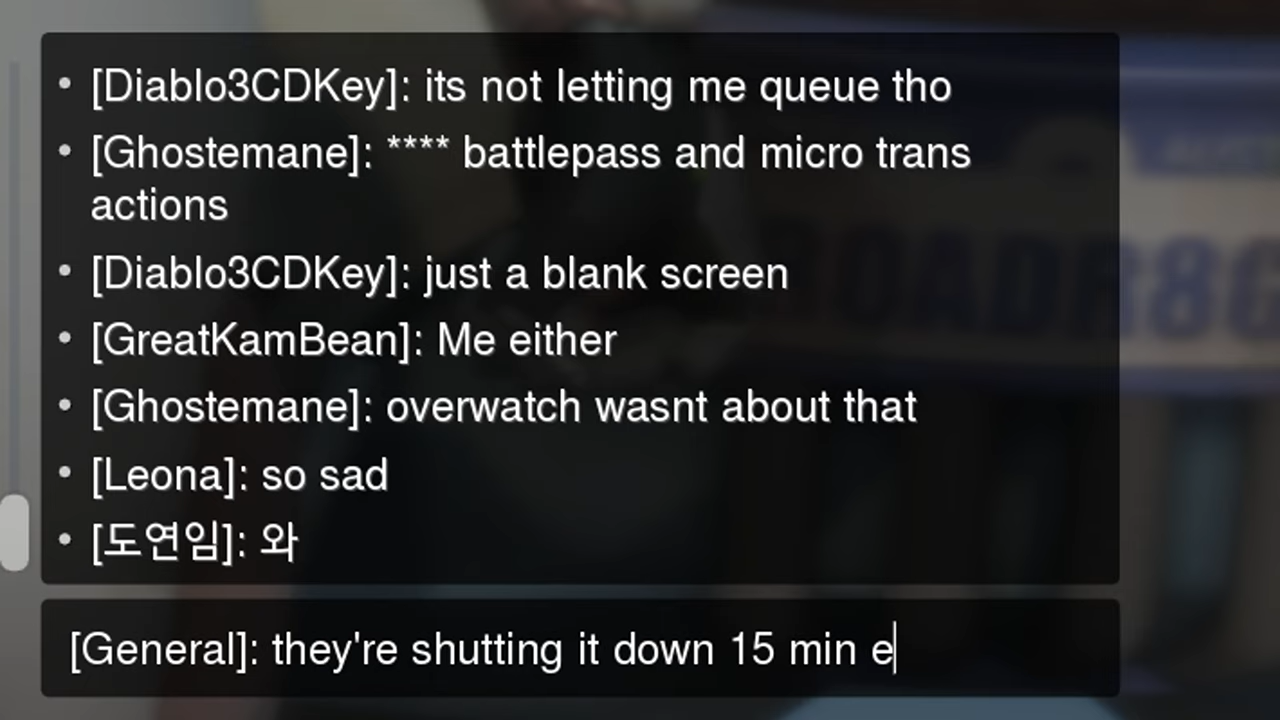 [Diablo3CDKey]: its not letting me queue tho
[Ghostemane]: **** battlepass and micro trans
actions
[Diablo3CDKey]: just a blank screen
[GreatKamBean]: Me either
[Ghostemane]: overwatch wasnt about that
[Leona]: so sad
[도연임]: 와
[General]: they're shutting it down 15 min e